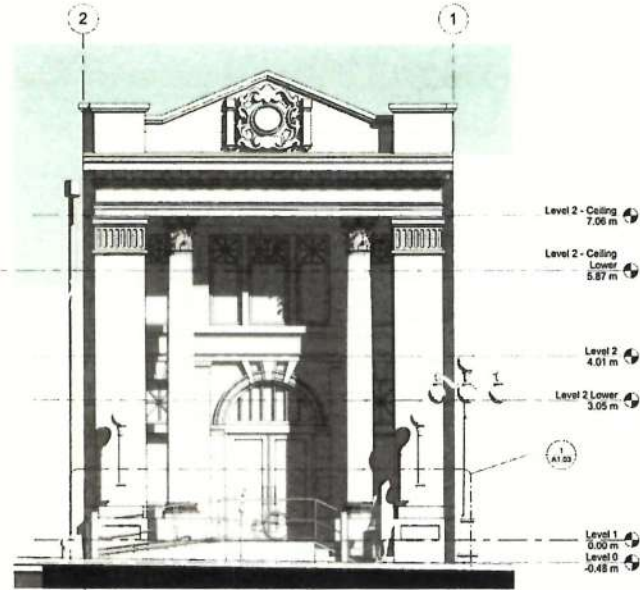 2
1
Level 2 - Ceiling
7.06 m
Level 2 - Ceiling
Lower
5.87 m
Level 2
4.01 m
Level 2 Lower
3.05 m
1
A1.03
Level 1
0.00 m
Level 0
-0.48 m